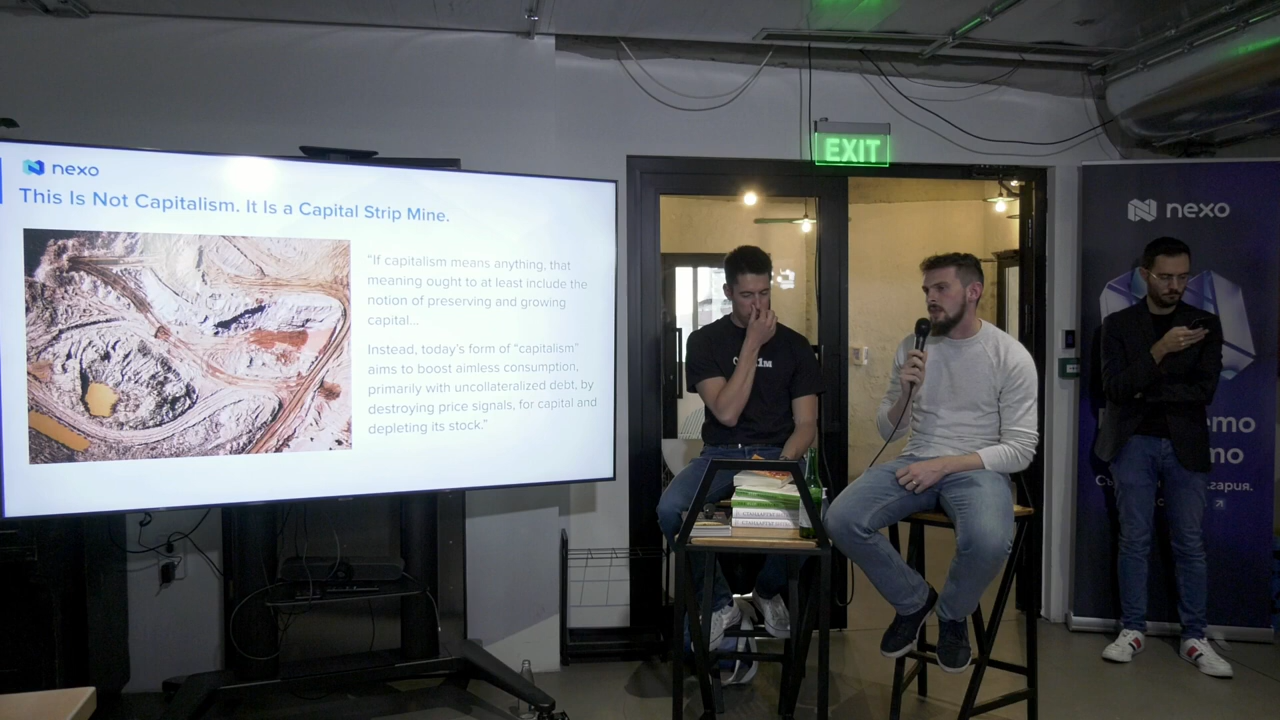 nexo
This Is Not Capitalism. It Is a Capital Strip Mine.
“If capitalism means anything, that
meaning ought to at least include the
notion of preserving and growing
capital...
Instead, today's form of “capitalism”
aims to boost aimless consumption,
primarily with uncollateralized debt, by
destroying price signals, for capital and
depleting its stock.”
EXIT
nexo